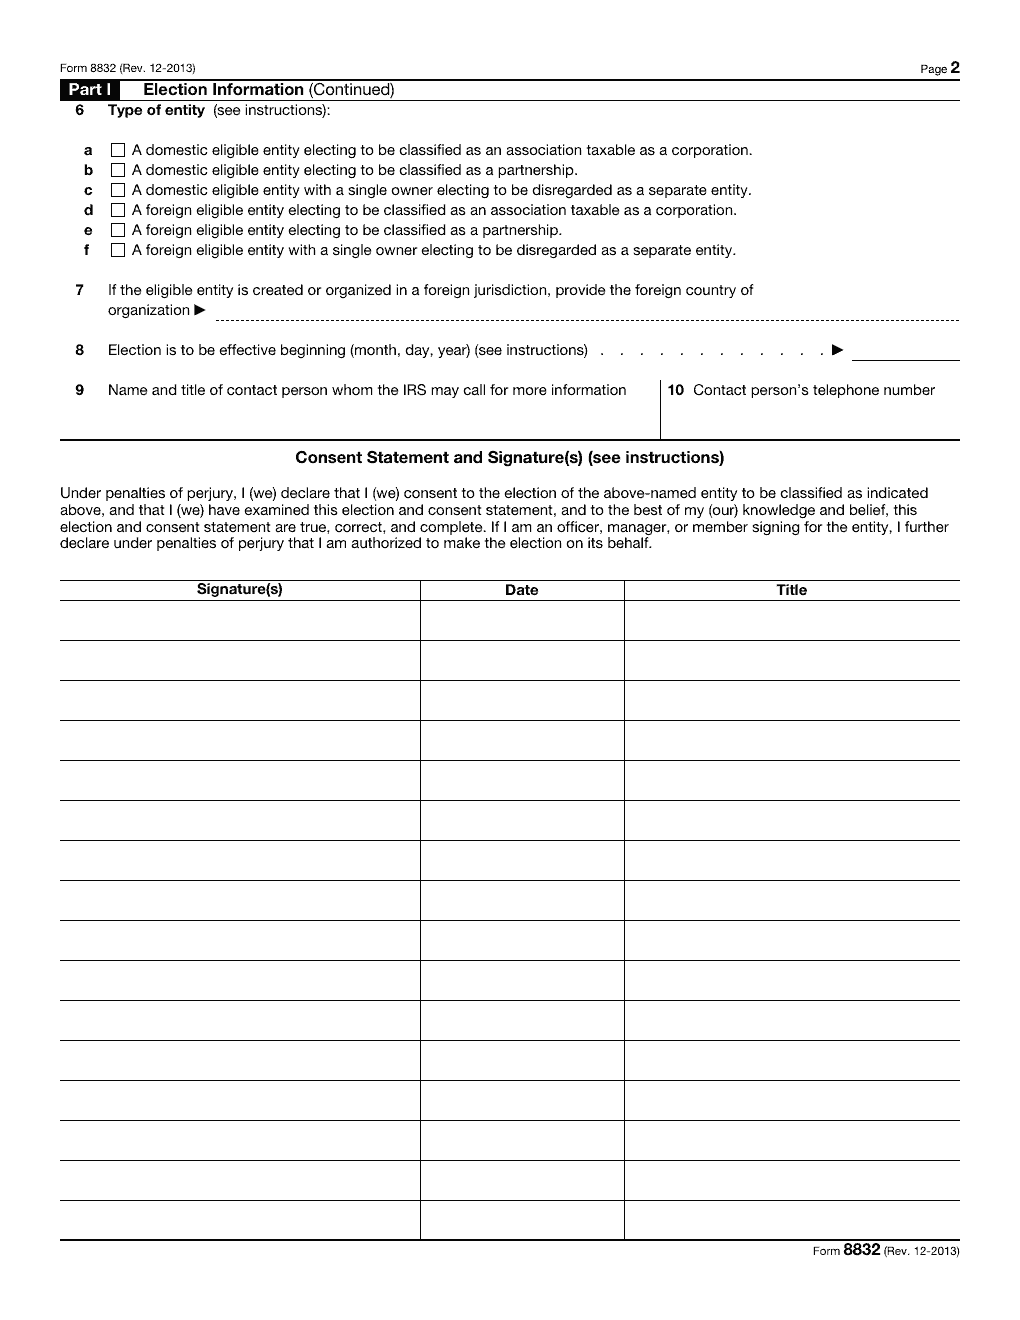 Form 8832 (Rev. 12-2013)
Page 2
Part I Election Information (Continued)
6 Type of entity (see instructions):
a A domestic eligible entity electing to be classified as an association taxable as a corporation.
b A domestic eligible entity electing to be classified as a partnership.
c A domestic eligible entity with a single owner electing to be disregarded as a separate entity.
d A foreign eligible entity electing to be classified as an association taxable as a corporation.
e A foreign eligible entity electing to be classified as a partnership.
f A foreign eligible entity with a single owner electing to be disregarded as a separate entity.
7 If the eligible entity is created or organized in a foreign jurisdiction, provide the foreign country of
organization ▶
8 Election is to be effective beginning (month, day, year) (see instructions) . . . . . . . . . . . . ▶
9 Name and title of contact person whom the IRS may call for more information
10 Contact person's telephone number
Consent Statement and Signature(s) (see instructions)
Under penalties of perjury, I (we) declare that I (we) consent to the election of the above-named entity to be classified as indicated
above, and that I (we) have examined this election and consent statement, and to the best of my (our) knowledge and belief, this
election and consent statement are true, correct, and complete. If I am an officer, manager, or member signing for the entity, I further
declare under penalties of perjury that I am authorized to make the election on its behalf.
Signature(s) Date Title
Form 8832 (Rev. 12-2013)